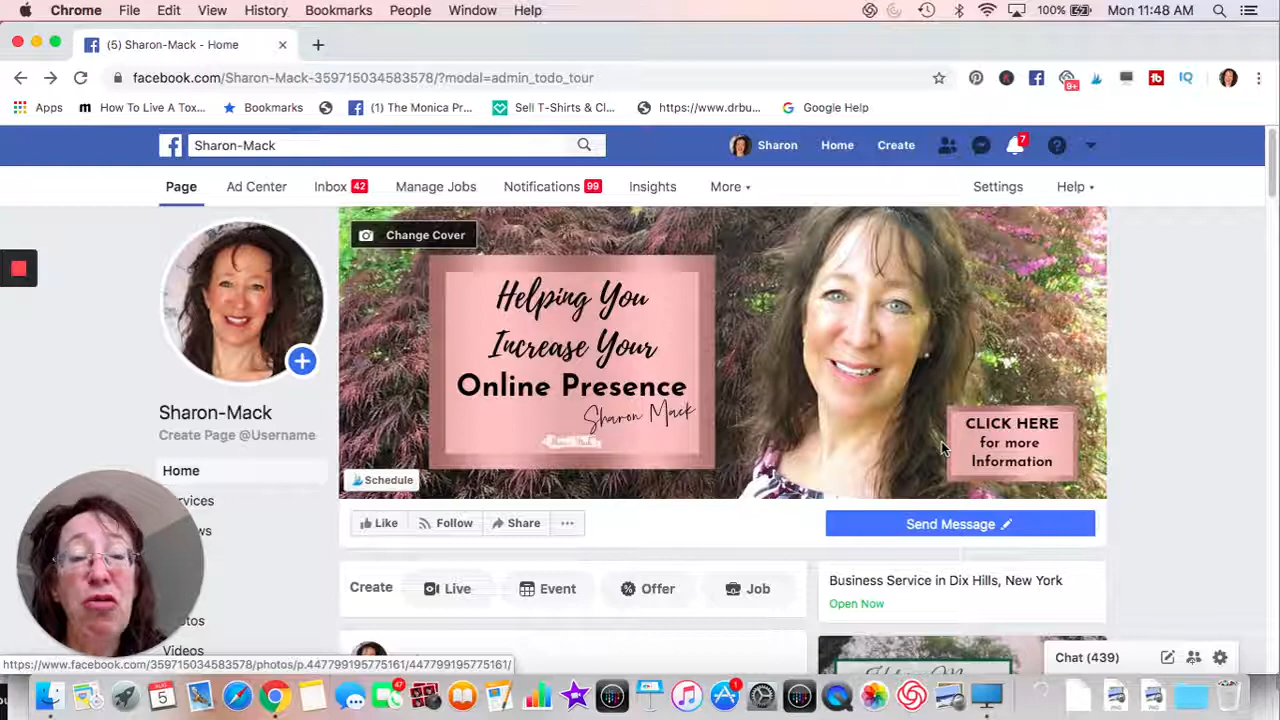 Chrome File Edit View History Bookmarks People Window Help 100% Mon 11:48 AM
(5) Sharon-Mack - Home
facebook.com/Sharon-Mack-359715034583578/?modal=admin_todo_tour
9+
Apps How To Live A Tox... Bookmarks (1) The Monica Pr... Sell T-Shirts & Cl... https://www.drbu... Google Help
Sharon-Mack Sharon Home Create 7
Page Ad Center Inbox 42 Manage Jobs Notifications 99 Insights More Settings Help
Change Cover
Helping You
Increase Your
Online Presence
Sharon Mack
CLICK HERE
for more
Information
Sharon-Mack
Create Page @Username
Home
Schedule
Like Follow Share Send Message
Create Live Event Offer Job
Business Service in Dix Hills, New York
Open Now
Videos
https://www.facebook.com/359715034583578/photos/p.447799195775161/447799195775161/
Chat (439)